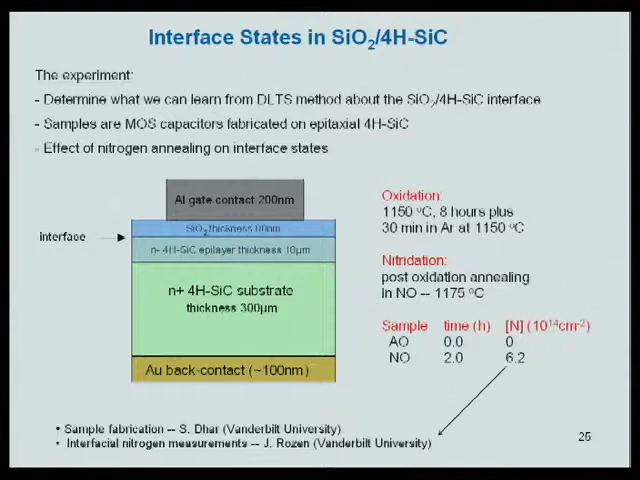 Interface States in SiO2/4H-SiC
The experiment:
- Determine what we can learn from DLTS method about the SiO2/4H-SiC interface
- Samples are MOS capacitors fabricated on epitaxial 4H-SiC
- Effect of nitrogen annealing on interface states
Al gate contact 200nm
SiO2 thickness 80nm
interface
n- 4H-SiC epilayer thickness 10μm
n+ 4H-SiC substrate
thickness 300μm
Au back-contact (~100nm)
Oxidation:
1150 ºC, 8 hours plus
30 min in Ar at 1150 ºC
Nitridation:
post oxidation annealing
in NO -- 1175 ºC
Sample time (h) [N] (10^14cm^-2)
AO 0.0 0
NO 2.0 6.2
• Sample fabrication -- S. Dhar (Vanderbilt University)
• Interfacial nitrogen measurements -- J. Rozen (Vanderbilt University)
25